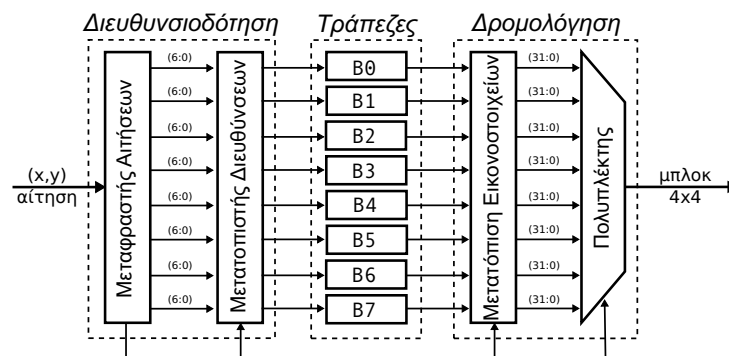 Διευθυνσιοδότηση
Τράπεζες
Δρομολόγηση
(x,y)
αίτηση
Μεταφραστής Αιτήσεων
(6:0)
(6:0)
(6:0)
(6:0)
(6:0)
(6:0)
(6:0)
(6:0)
Μετατοπιστής Διευθύνσεων
B0
B1
B2
B3
B4
B5
B6
B7
Μετατόπιση Εικονοστοιχείων
(31:0)
(31:0)
(31:0)
(31:0)
(31:0)
(31:0)
(31:0)
(31:0)
Πολυπλέκτης
μπλοκ
4x4